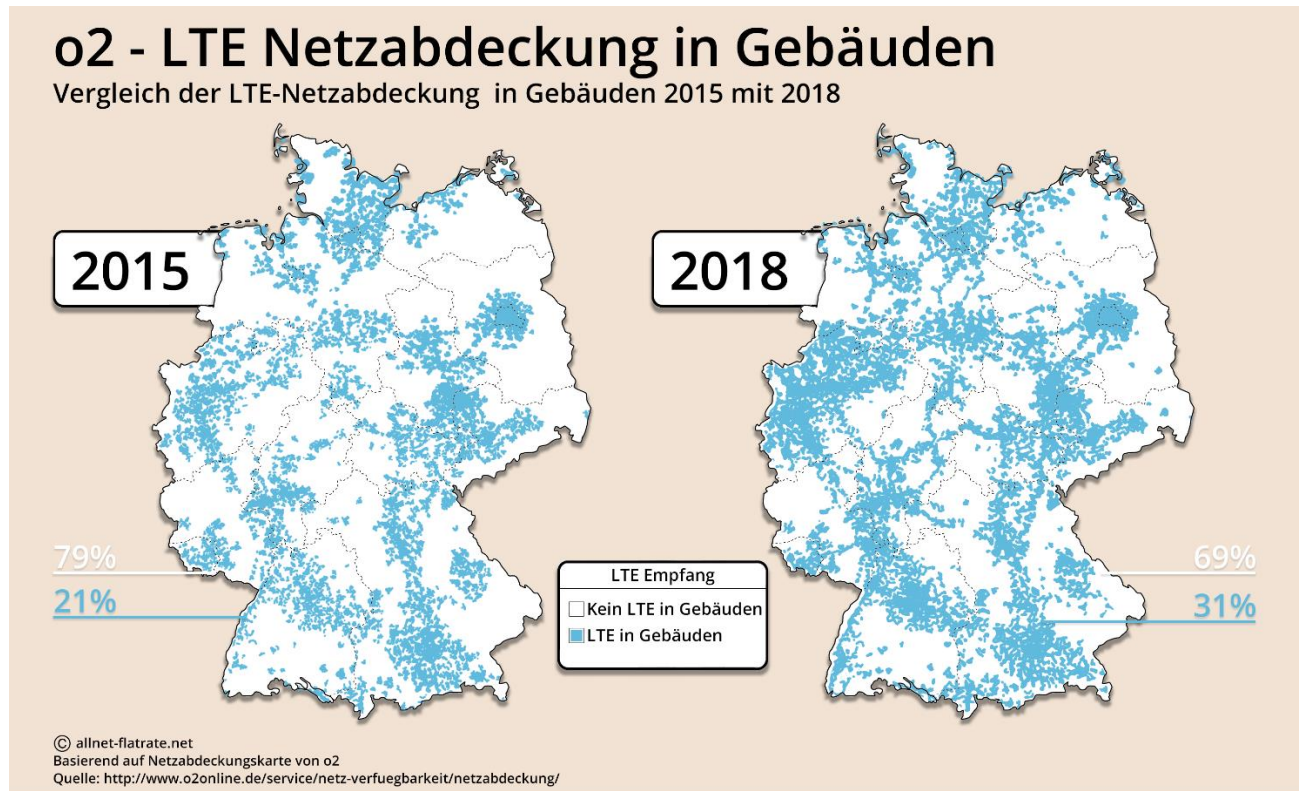 o2 - LTE Netzabdeckung in Gebäuden
Vergleich der LTE-Netzabdeckung in Gebäuden 2015 mit 2018
2015
2018
79%
21%
69%
31%
LTE Empfang
Kein LTE in Gebäuden
LTE in Gebäuden
© allnet-flatrate.net
Basierend auf Netzabdeckungskarte von o2
Quelle: http://www.o2online.de/service/netz-verfuegbarkeit/netzabdeckung/